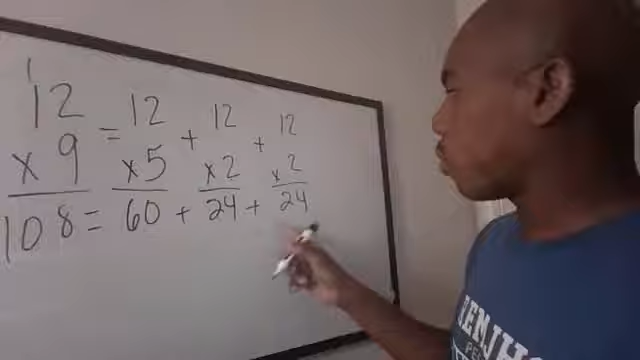 1
12 = 12 + 12 + 12
x 9 x 5 x 2 x 2
108 = 60 + 24 + 24